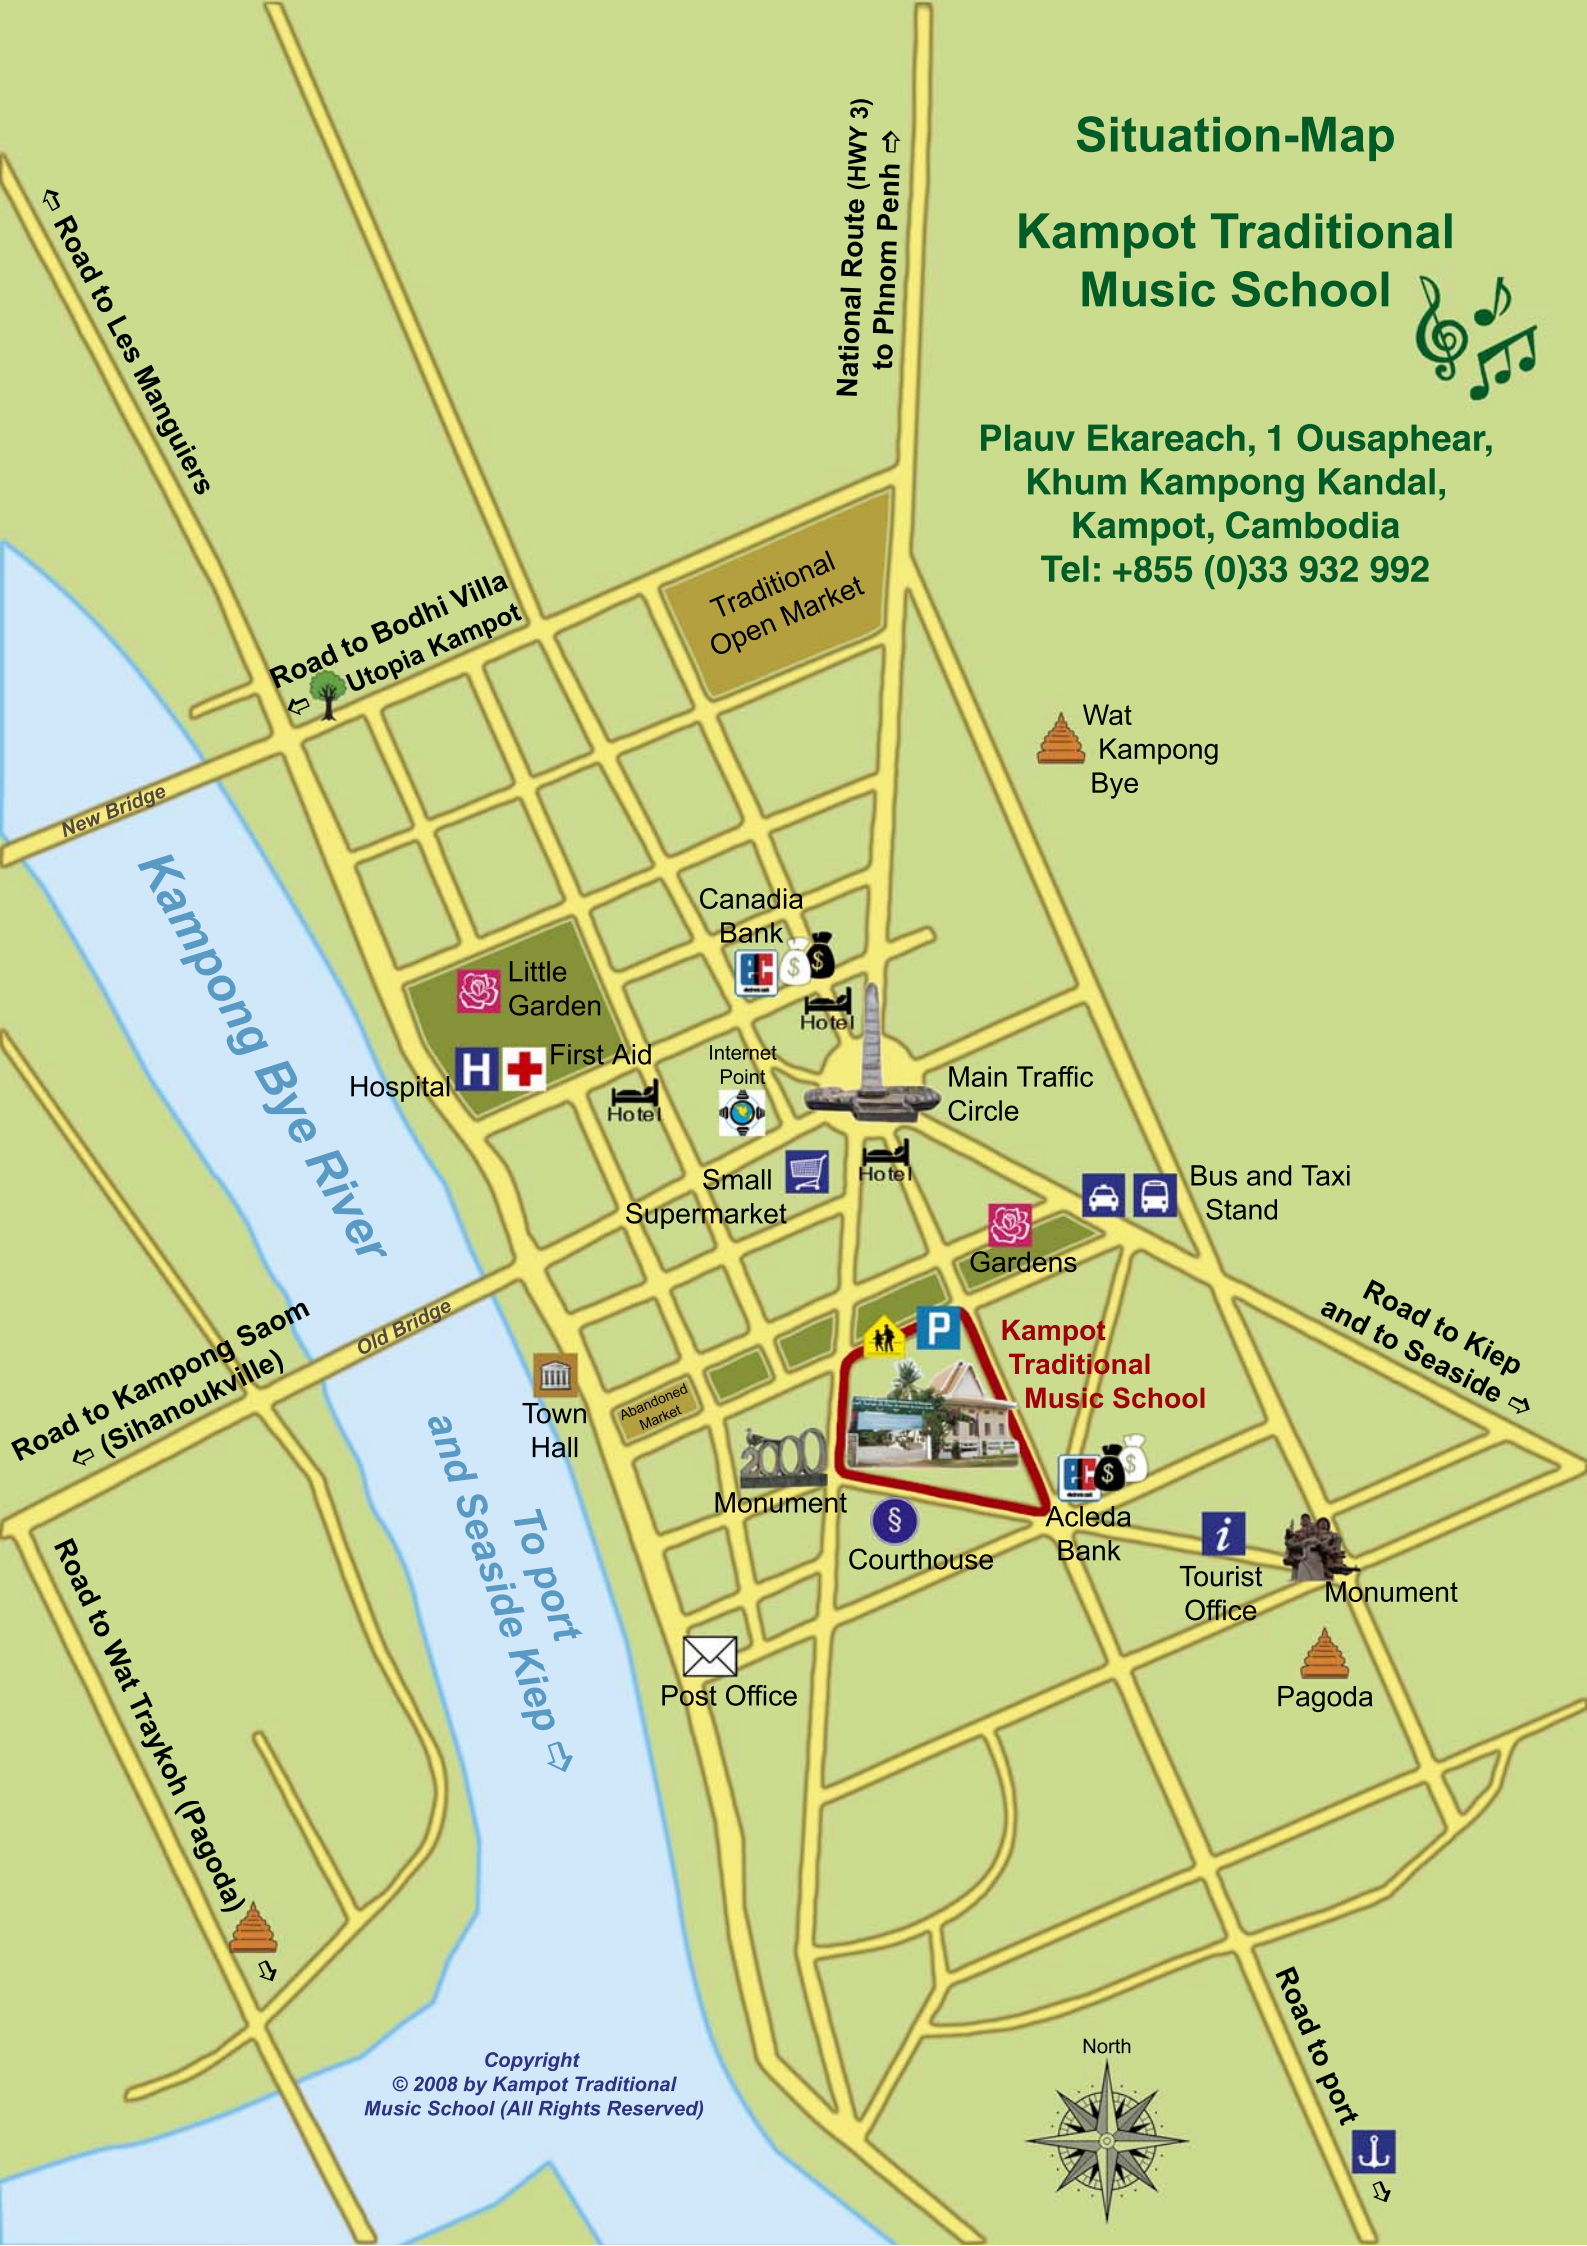 Situation-Map
Kampot Traditional
Music School
Plauv Ekareach, 1 Ousaphear,
Khum Kampong Kandal,
Kampot, Cambodia
Tel: +855 (0)33 932 992
National Route (HWY 3)
to Phnom Penh
Road to Les Manguiers
Road to Bodhi Villa
Utopia Kampot
Traditional
Open Market
Wat
Kampong
Bye
New Bridge
Kampong Bye River
Canadia
Bank
ec
$
$
Little
Garden
Hotel
First Aid
H
Hospital
Internet
Point
Hotel
Main Traffic
Circle
Small
Supermarket
Hotel
Bus and Taxi
Stand
Gardens
Old Bridge
Road to Kampong Saom
(Sihanoukville)
Road to Kiep
and to Seaside
P
Kampot
Traditional
Music School
Town
Hall
Abandoned
Market
2000
Monument
§
Courthouse
ec
$
$
Acleda
Bank
i
Tourist
Office
Monument
Pagoda
To port
and Seaside Kiep
Post Office
Road to Wat Traykoh (Pagoda)
Road to port
North
Copyright
© 2008 by Kampot Traditional
Music School (All Rights Reserved)